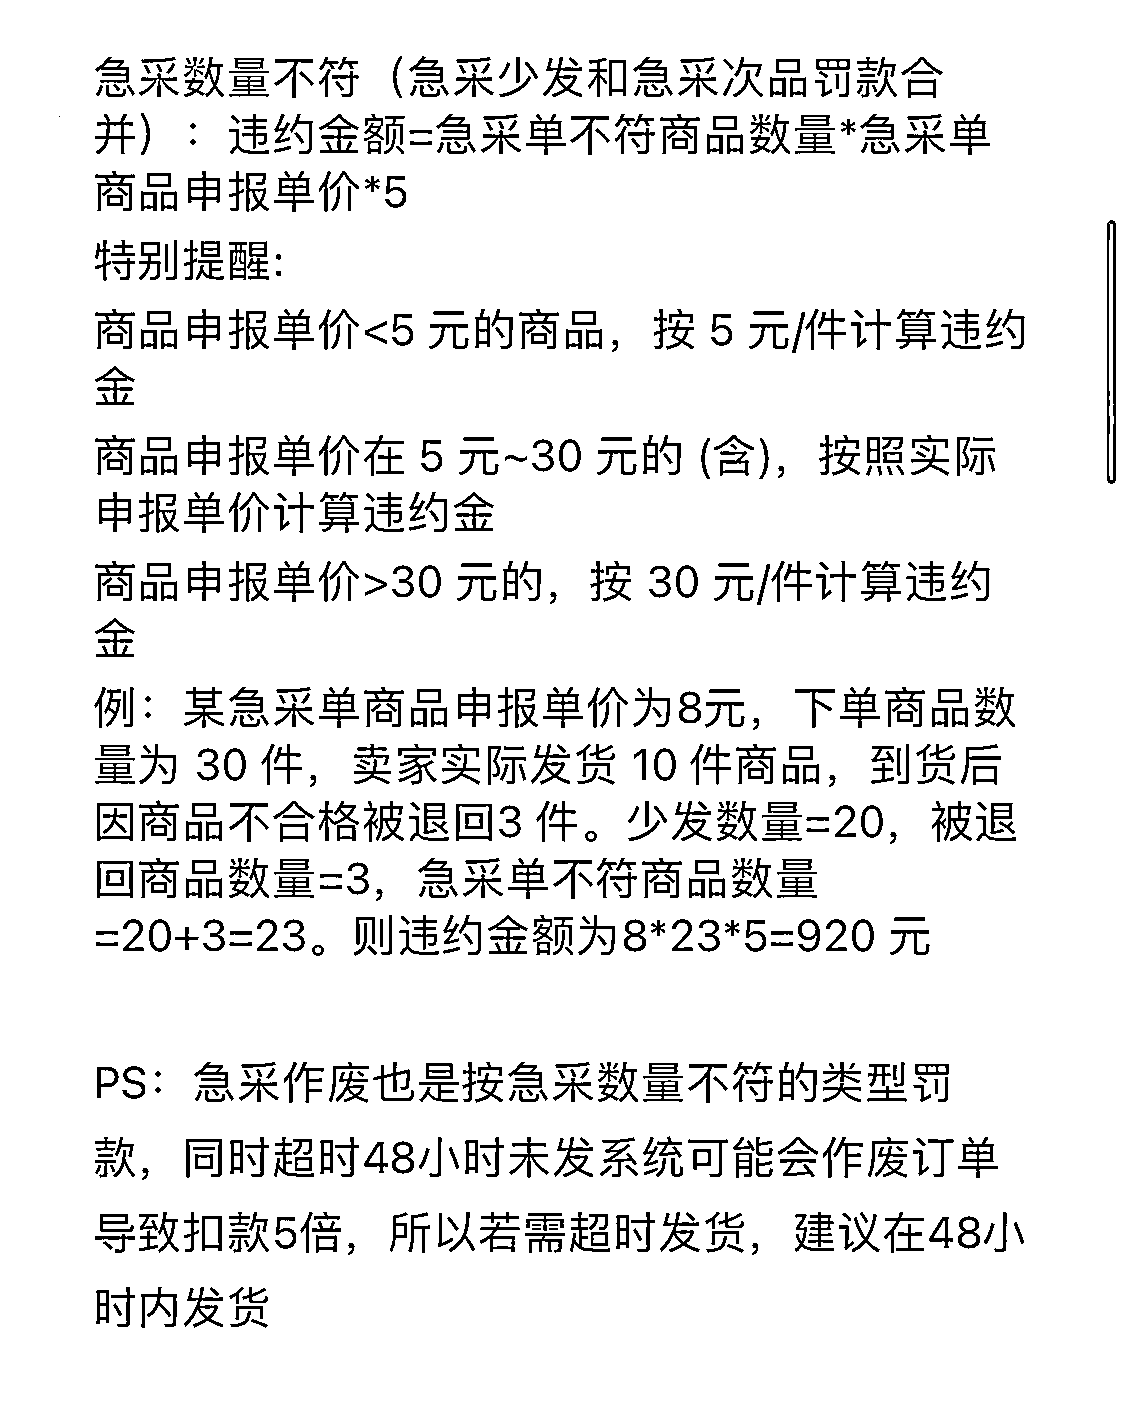 急采数量不符（急采少发和急采次品罚款合
并）：违约金额=急采单不符商品数量*急采单
商品申报单价*5
特别提醒:
商品申报单价<5 元的商品，按 5 元/件计算违约
金
商品申报单价在 5 元~30 元的 (含)，按照实际
申报单价计算违约金
商品申报单价>30 元的，按 30 元/件计算违约
金
例：某急采单商品申报单价为8元，下单商品数
量为 30 件，卖家实际发货 10 件商品，到货后
因商品不合格被退回3 件。少发数量=20，被退
回商品数量=3，急采单不符商品数量
=20+3=23。则违约金额为8*23*5=920 元
PS：急采作废也是按急采数量不符的类型罚
款，同时超时48小时未发系统可能会作废订单
导致扣款5倍，所以若需超时发货，建议在48小
时内发货